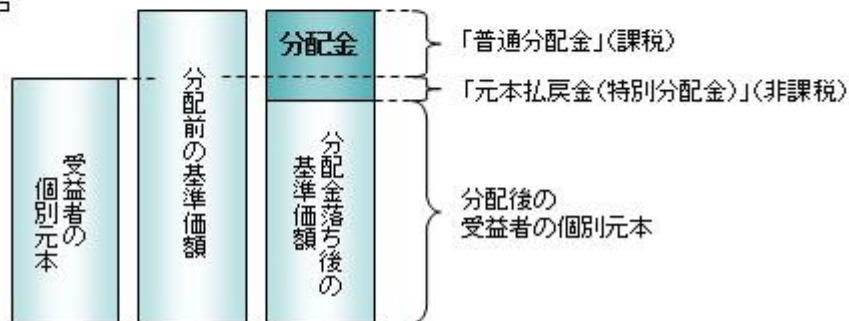 受益者の
個別元本
分配前の基準価額
分配金
分配金落ち後の
基準価額
「普通分配金」(課税)
「元本払戻金(特別分配金)」(非課税)
分配後の
受益者の個別元本